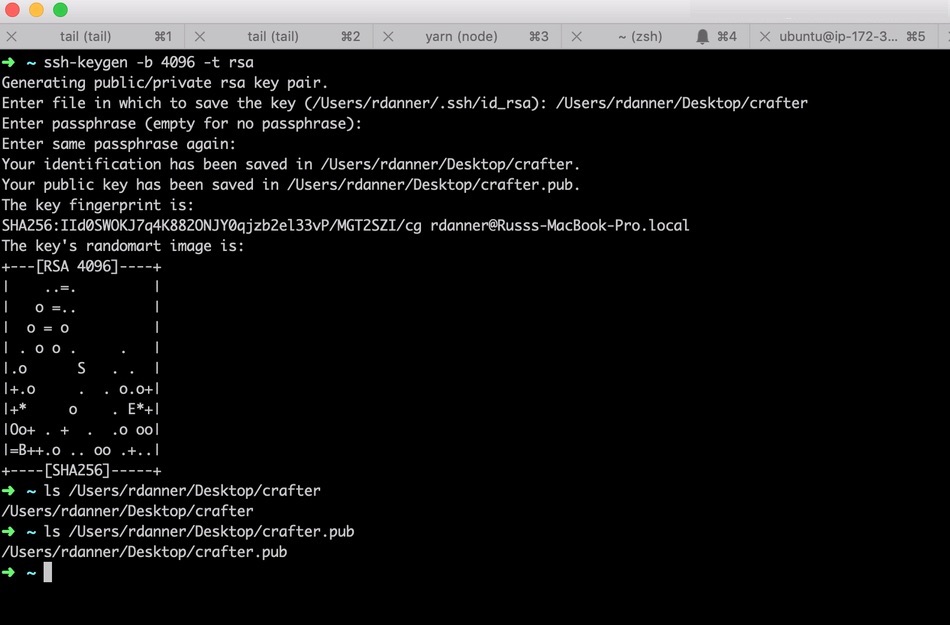 tail (tail) ⌘1 tail (tail) ⌘2 yarn (node) ⌘3 ~ (zsh) ⌘4 ubuntu@ip-172-3... ⌘5
➜ ~ ssh-keygen -b 4096 -t rsa
Generating public/private rsa key pair.
Enter file in which to save the key (/Users/rdanner/.ssh/id_rsa): /Users/rdanner/Desktop/crafter
Enter passphrase (empty for no passphrase):
Enter same passphrase again:
Your identification has been saved in /Users/rdanner/Desktop/crafter.
Your public key has been saved in /Users/rdanner/Desktop/crafter.pub.
The key fingerprint is:
SHA256:IId0SWOKJ7q4K882ONJY0qjzb2el33vP/MGT2SZI/cg rdanner@Russs-MacBook-Pro.local
The key's randomart image is:
+---[RSA 4096]----+
|    ..=.         |
|   o =..         |
|  o = o          |
| . o o .     .   |
|.o      S   . .  |
|+.o     .  . o.o+|
|+*     o    . E*+|
|Oo+ . +  .  .o oo|
|=B++.o .. oo .+..|
+----[SHA256]-----+
➜ ~ ls /Users/rdanner/Desktop/crafter
/Users/rdanner/Desktop/crafter
➜ ~ ls /Users/rdanner/Desktop/crafter.pub
/Users/rdanner/Desktop/crafter.pub
➜ ~